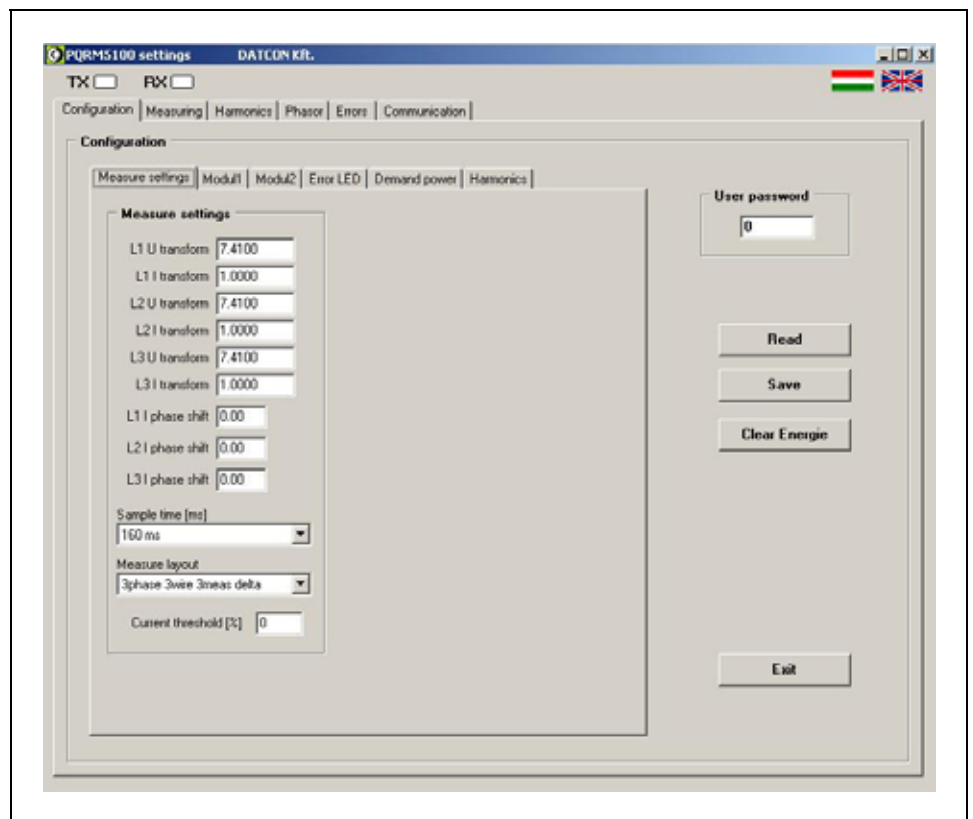 PQRM5100 settings DATCON Kft.
TX RX
Configuration Measuring Harmonics Phasor Errors Communication
Configuration
Measure settings Modul1 Modul2 Error LED Demand power Harmonics
User password
0
Measure settings
L1 U transform 7.4100
L1 I transform 1.0000
L2 U transform 7.4100
L2 I transform 1.0000
L3 U transform 7.4100
L3 I transform 1.0000
L1 I phase shift 0.00
L2 I phase shift 0.00
L3 I phase shift 0.00
Sample time [ms]
160 ms
Measure layout
3phase 3wire 3meas delta
Current threshold [%] 0
Read
Save
Clear Energie
Exit